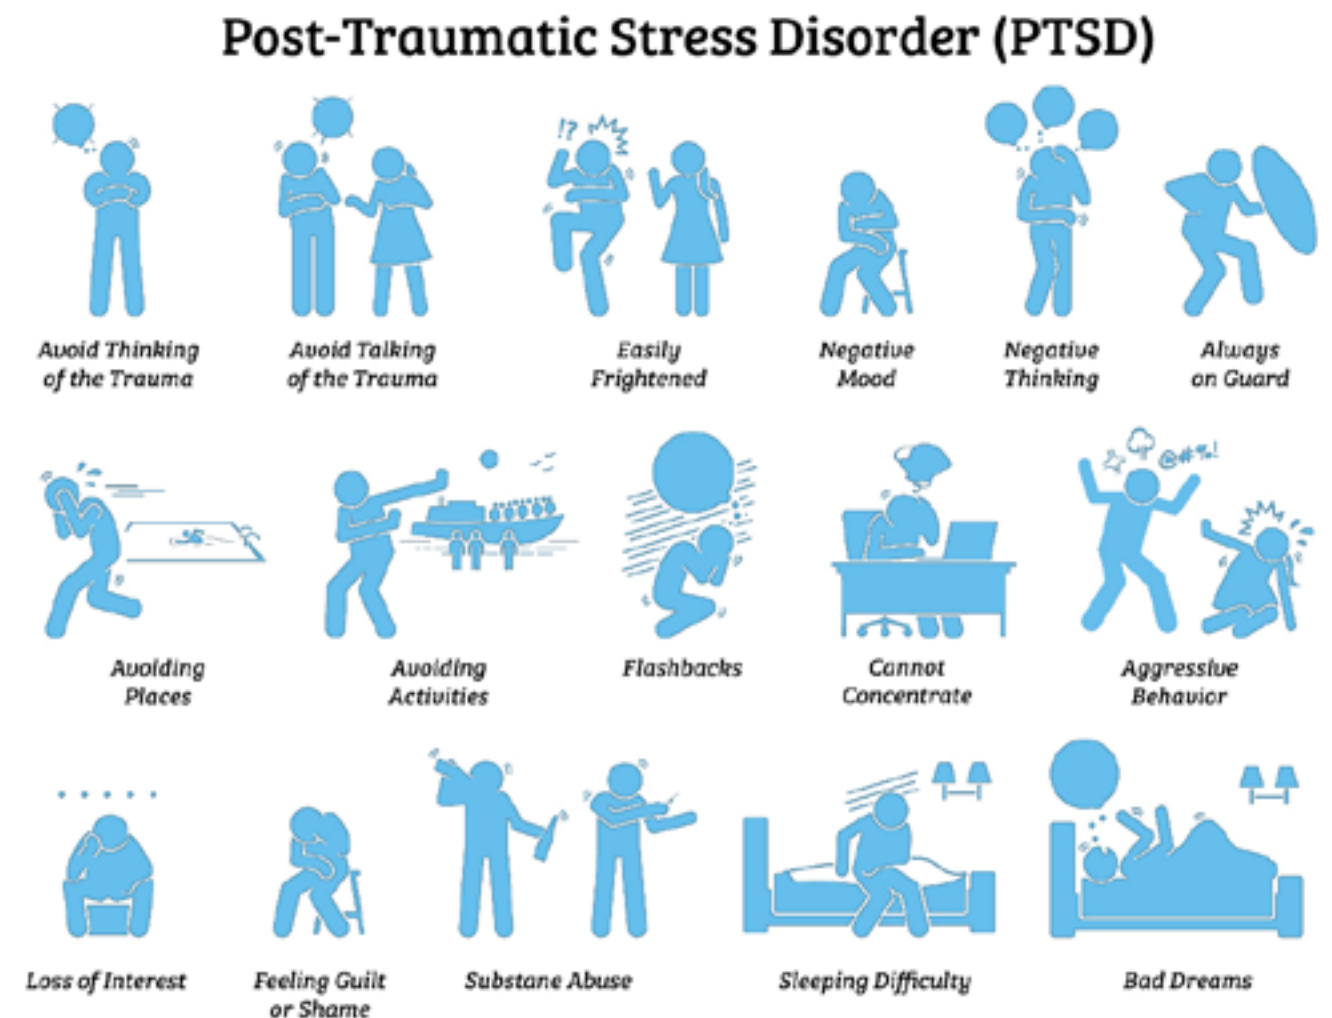 Post-Traumatic Stress Disorder (PTSD)
!?
Avoid Thinking
of the Trauma
Avoid Talking
of the Trauma
Easily
Frightened
Negative
Mood
Negative
Thinking
Always
on Guard
@#%!
Avoiding
Places
Avoiding
Activities
Flashbacks
Cannot
Concentrate
Aggressive
Behavior
Loss of Interest
Feeling Guilt
or Shame
Substane Abuse
Sleeping Difficulty
Bad Dreams